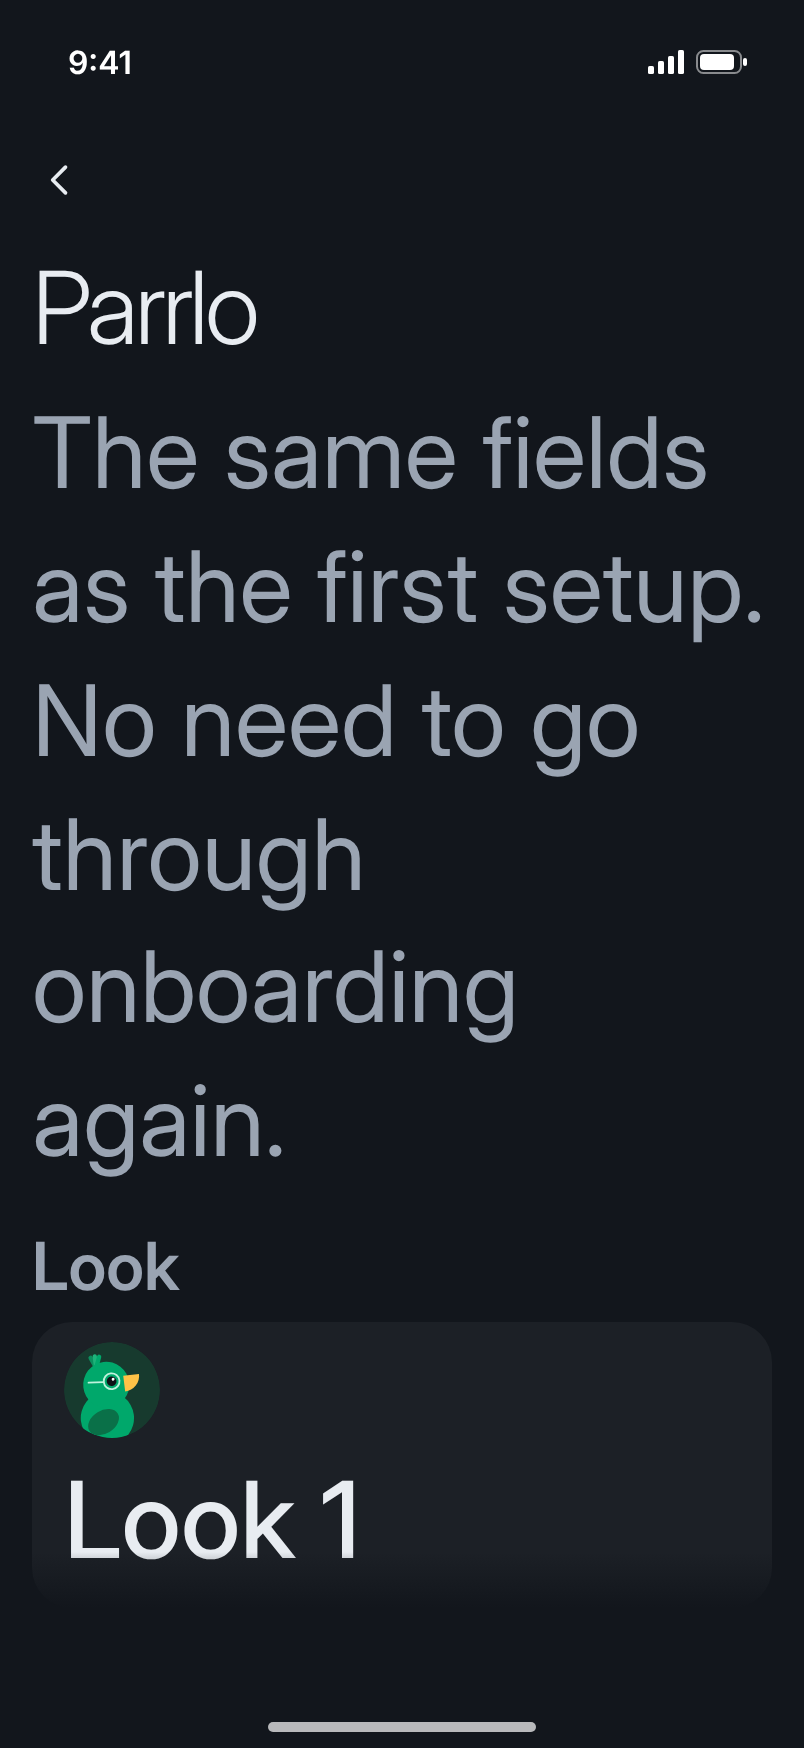 9:41
Parrlo
The same fields
as the first setup.
No need to go
through
onboarding
again.
Look
Look 1